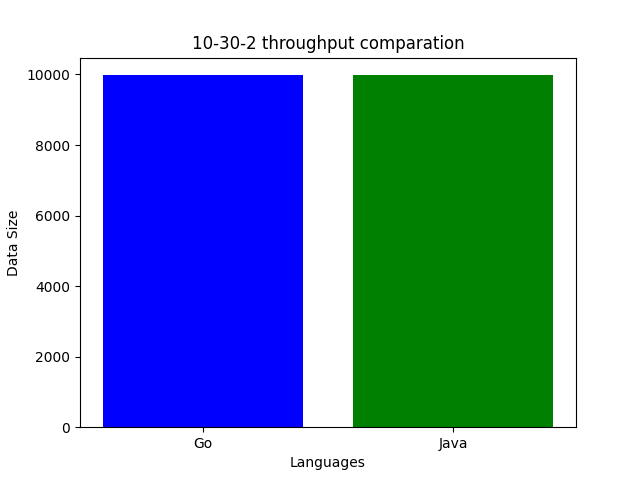 10-30-2 throughput comparation
10000
8000
6000
4000
2000
0
Data Size
Go
Java
Languages